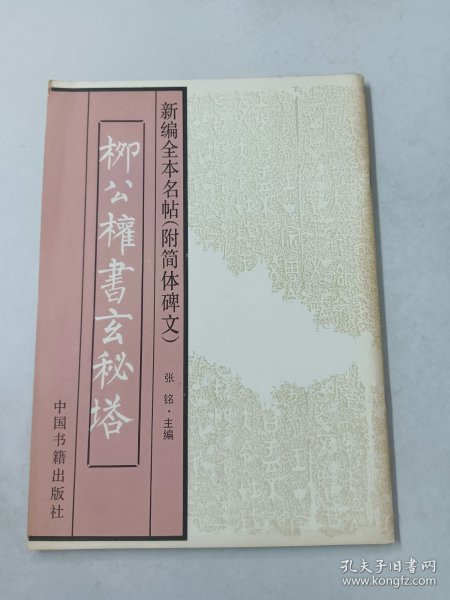 新编全本名帖(附简体碑文)
张铭·主编
柳公權書玄秘塔
中国书籍出版社
孔夫子旧书网
www.kongfz.com